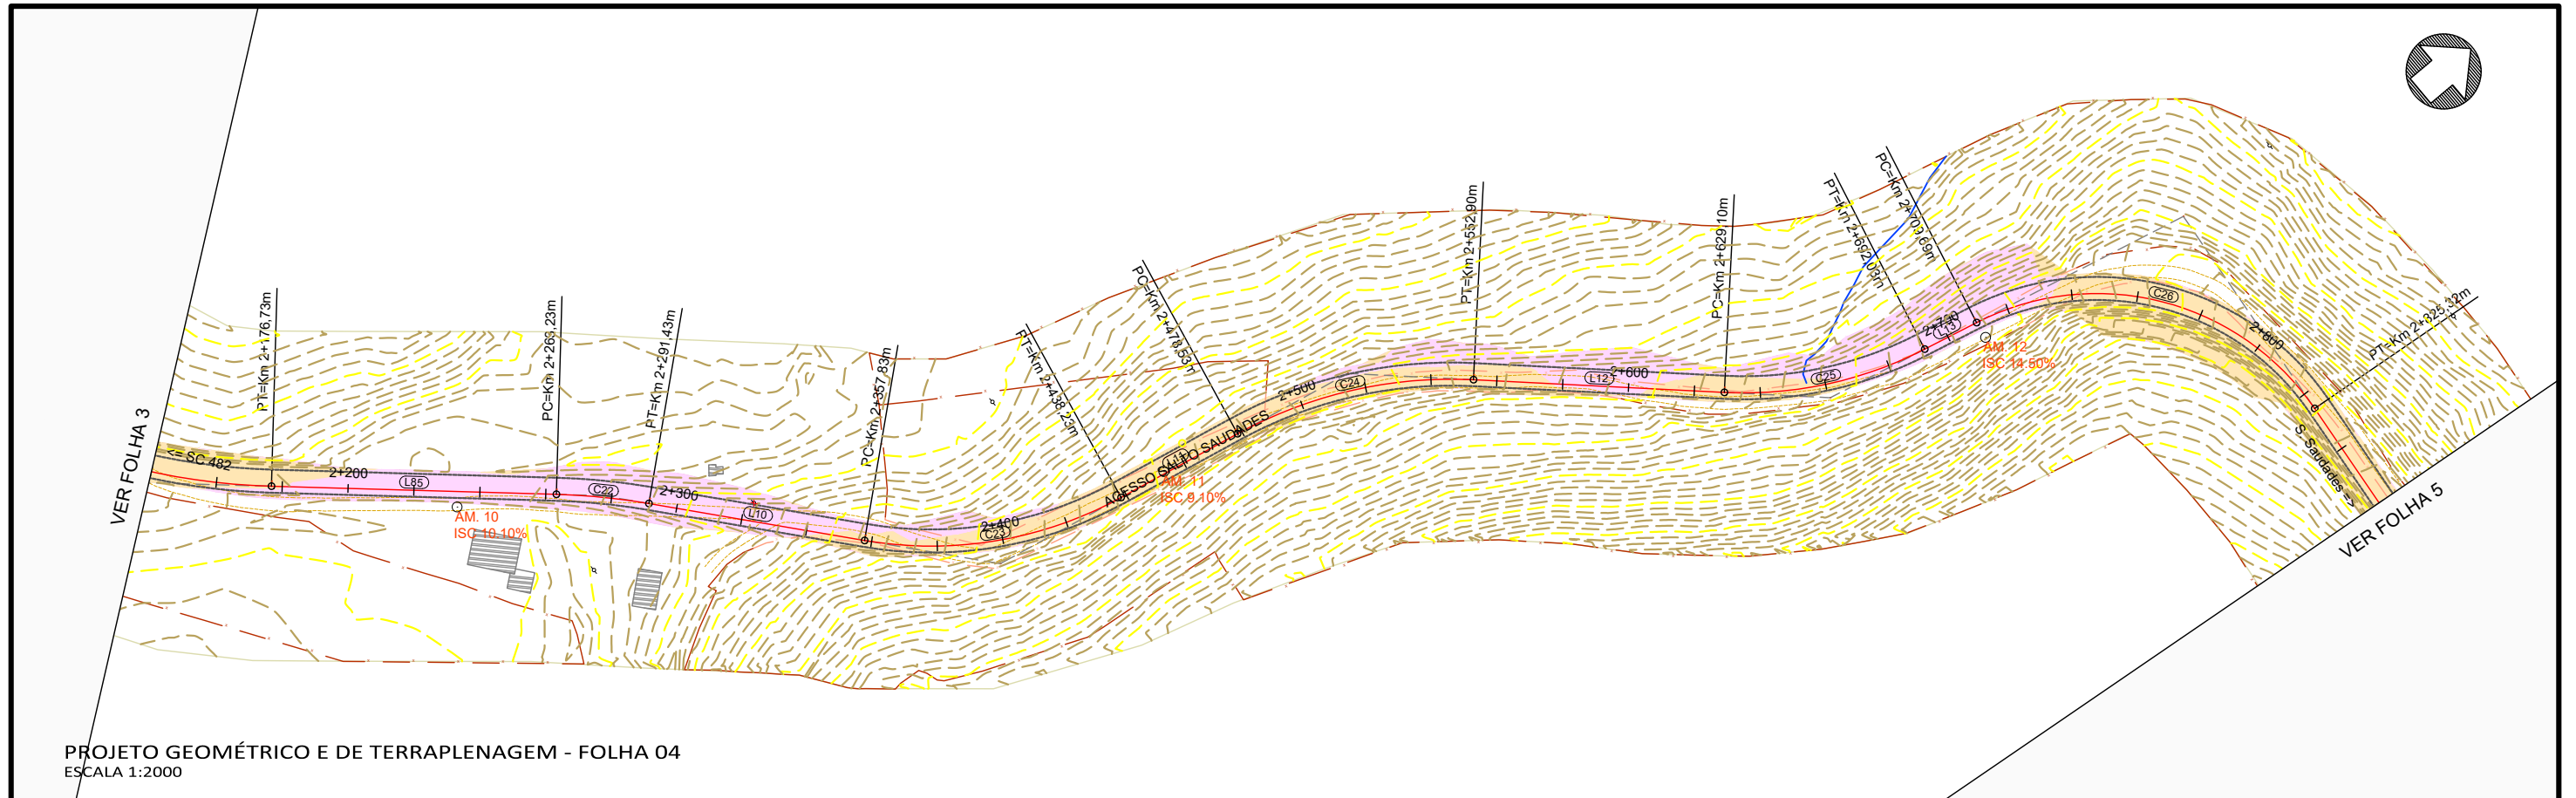 VER FOLHA 3
<= SC 482
PT=Km 2+176,73m
2+200
L85
AM. 10
ISC 10.10%
PC=Km 2+263,23m
C22
PT=Km 2+291,43m
2+300
L10
PC=Km 2+357,83m
2+400
C23
PT=Km 2+438,23m
ACESSO SALTO SAUDADES
L11
AM. 11
ISC 9.10%
PC=Km 2+478,53m
2+500
C24
PT=Km 2+552,90m
L12
2+600
PC=Km 2+629,10m
C25
PT=Km 2+692,03m
PC=Km 2+709,69m
2+700
L13
AM. 12
ISC 14.50%
C26
2+800
PT=Km 2+325,32m
S. Saudades =>
VER FOLHA 5
PROJETO GEOMÉTRICO E DE TERRAPLENAGEM - FOLHA 04
ESCALA 1:2000